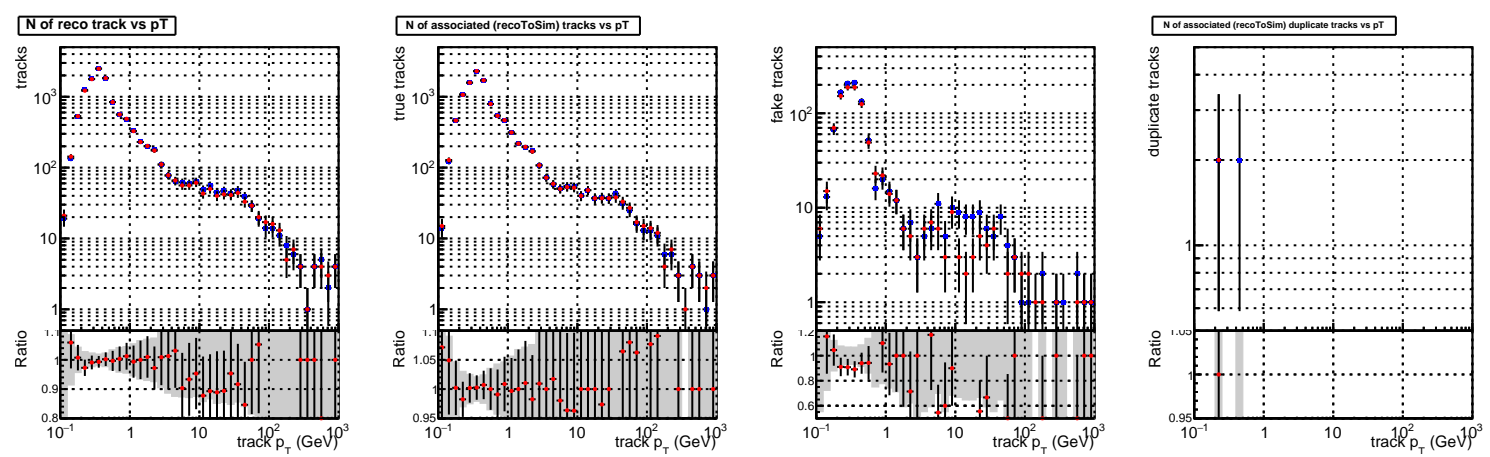 N of reco track vs pT
tracks
10³
10²
10
1
Ratio
1.1
1
0.9
0.8
10⁻¹ 1 10 10² 10³
track p_T (GeV)
N of associated (recoToSim) tracks vs pT
true tracks
10³
10²
10
1
Ratio
1.1
1.05
1
0.95
10⁻¹ 1 10 10² 10³
track p_T (GeV)
fake tracks
10²
10
1
Ratio
1.2
1
0.8
0.6
10⁻¹ 1 10 10² 10³
track p_T (GeV)
N of associated (recoToSim) duplicate tracks vs pT
duplicate tracks
1
Ratio
1.05
1
0.95
10⁻¹ 1 10 10² 10³
track p_T (GeV)